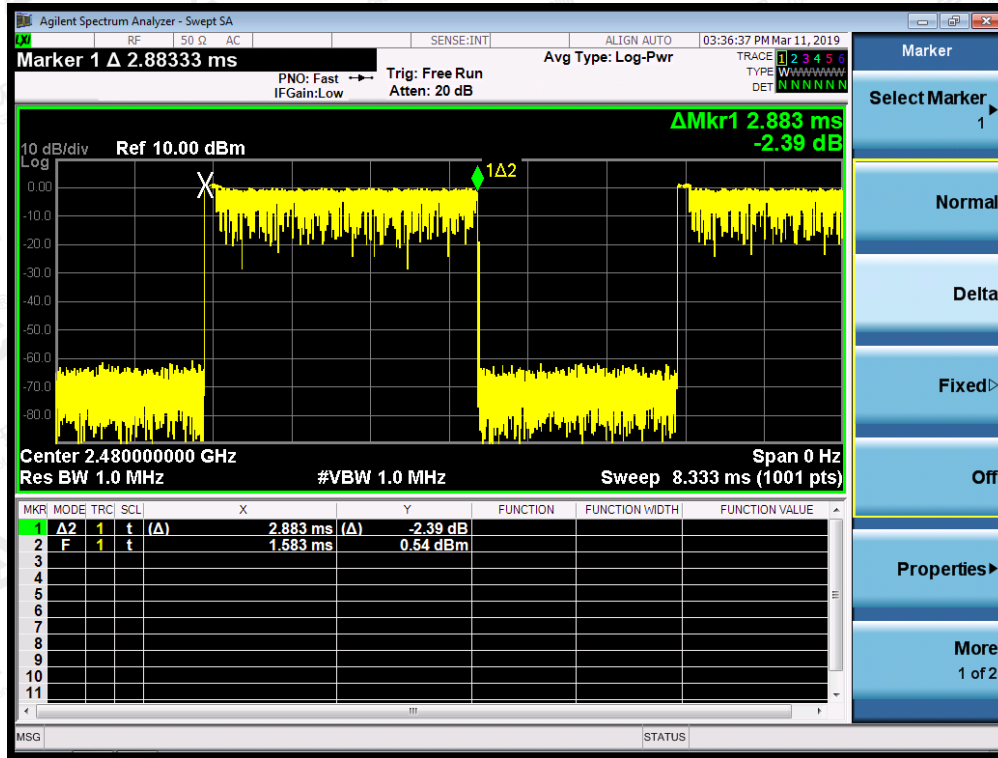 Agilent Spectrum Analyzer - Swept SA
LXI RF 50 Ω AC SENSE:INT ALIGN AUTO 03:36:37 PM Mar 11, 2019
Marker 1 Δ 2.88333 ms
PNO: Fast
IFGain:Low
Trig: Free Run
Atten: 20 dB
Avg Type: Log-Pwr
TRACE 1 2 3 4 5 6
TYPE WWWWWWW
DET N N N N N N
ΔMkr1 2.883 ms
-2.39 dB
10 dB/div Ref 10.00 dBm
Log
0.00
-10.0
-20.0
-30.0
-40.0
-50.0
-60.0
-70.0
-80.0
X
1Δ2
Center 2.480000000 GHz Span 0 Hz
Res BW 1.0 MHz #VBW 1.0 MHz Sweep 8.333 ms (1001 pts)
MKR MODE TRC SCL X Y FUNCTION FUNCTION WIDTH FUNCTION VALUE
1 Δ2 1 t (Δ) 2.883 ms (Δ) -2.39 dB
2 F 1 t 1.583 ms 0.54 dBm
3
4
5
6
7
8
9
10
11
MSG STATUS
Marker
Select Marker
1
Normal
Delta
Fixed
Off
Properties
More
1 of 2